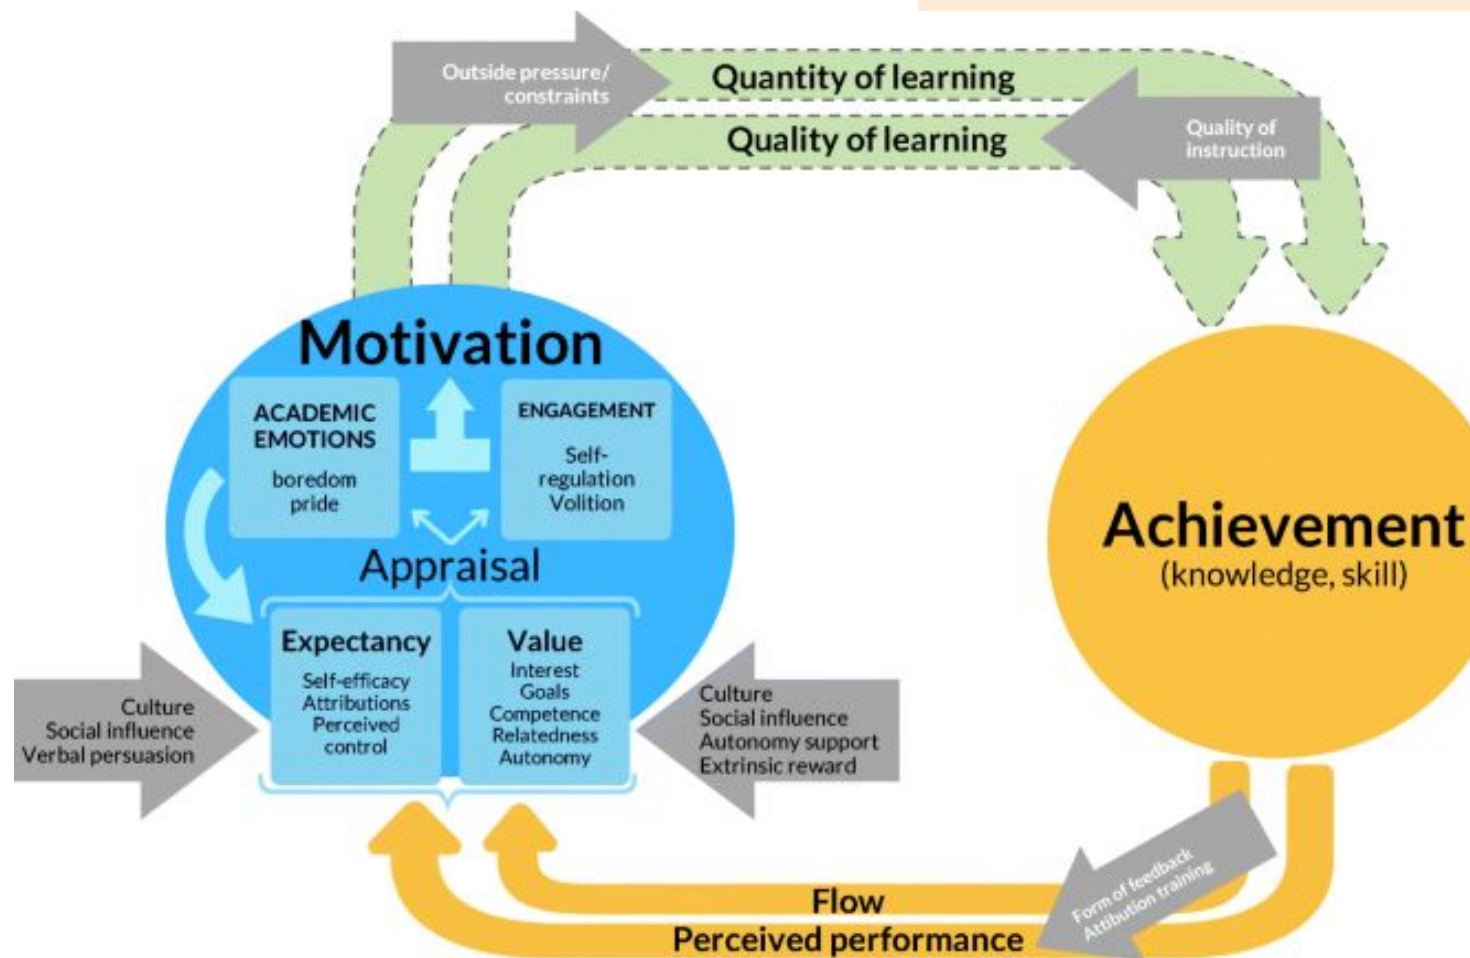 Outside pressure/
constraints
Quantity of learning
Quality of learning
Quality of
instruction
Motivation
ACADEMIC
EMOTIONS
boredom
pride
ENGAGEMENT
Self-
regulation
Volition
Appraisal
Expectancy
Self-efficacy
Attributions
Perceived
control
Value
Interest
Goals
Competence
Relatedness
Autonomy
Culture
Social influence
Verbal persuasion
Culture
Social influence
Autonomy support
Extrinsic reward
Achievement
(knowledge, skill)
Form of feedback
Attibution training
Flow
Perceived performance